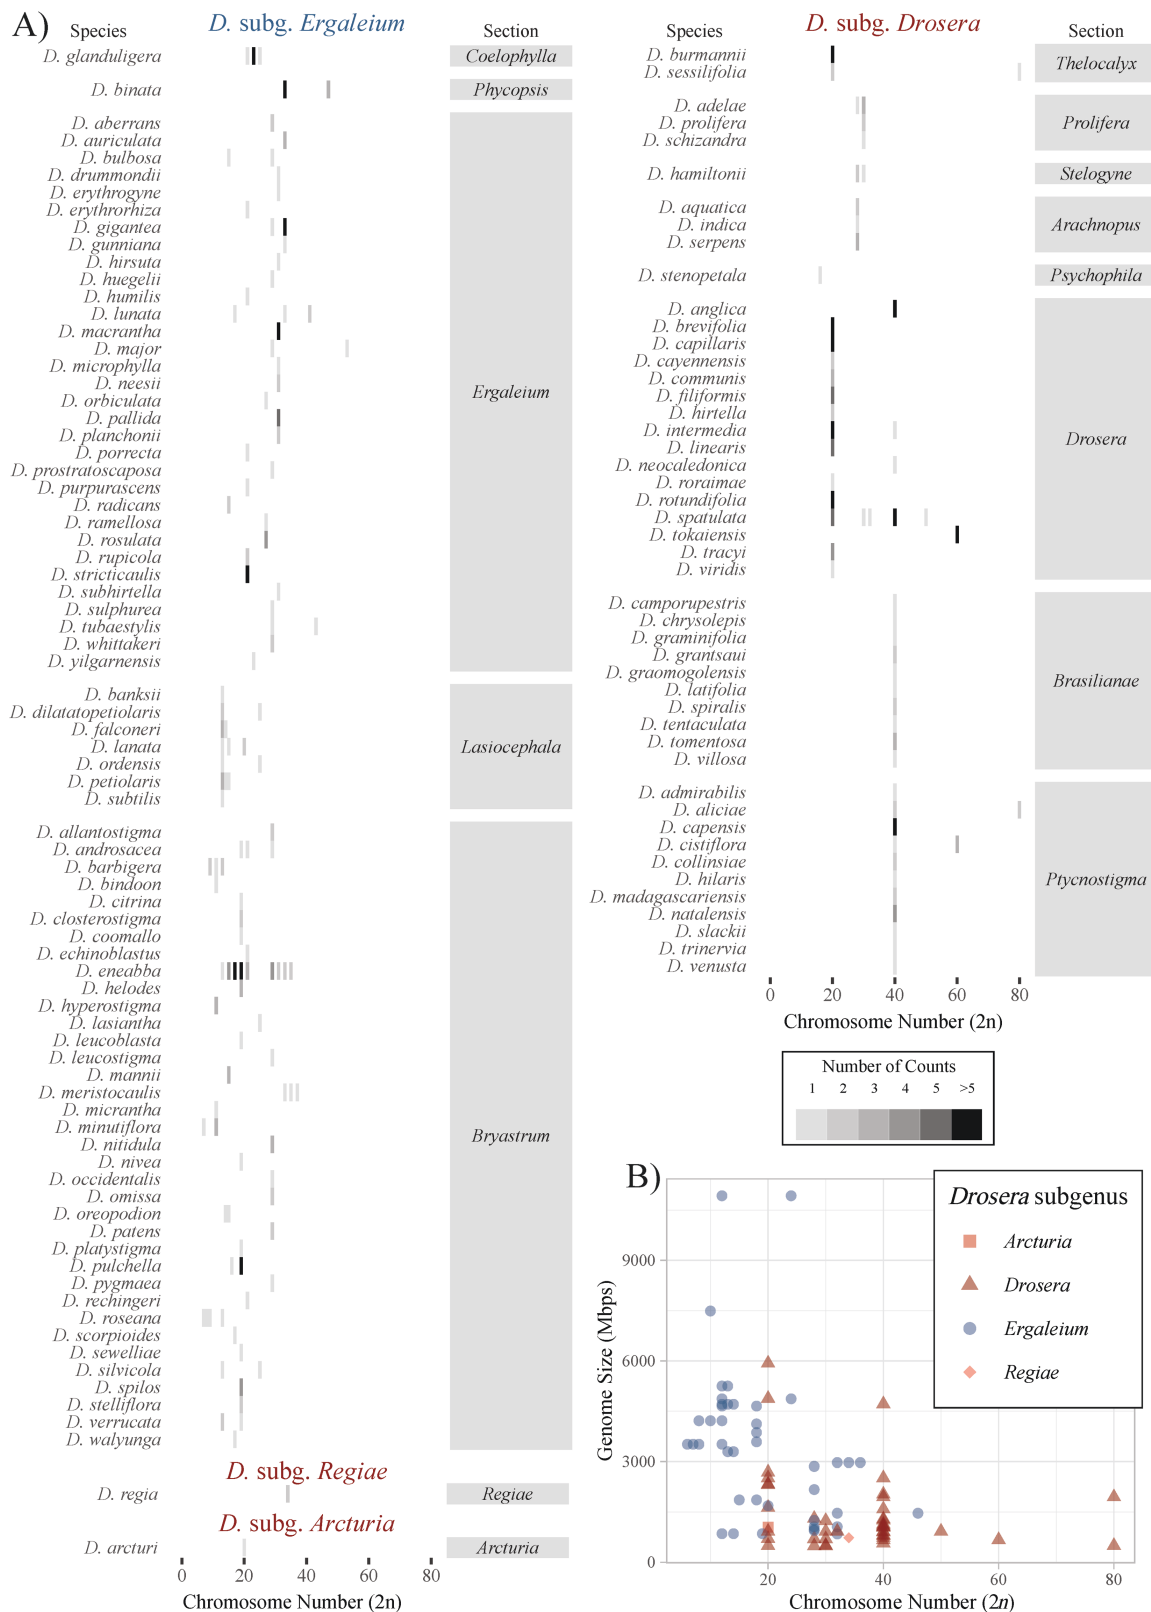 A)
D. subg. Ergaleium
Species
Section
D. glanduligera
Coelophylla
D. binata
Phycopsis
D. aberrans
D. auriculata
D. bulbosa
D. drummondii
D. erythrogyne
D. erythrorhiza
D. gigantea
D. gunniana
D. hirsuta
D. huegelii
D. humilis
D. lunata
D. macrantha
D. major
D. microphylla
D. neesii
D. orbiculata
D. pallida
D. planchonii
D. porrecta
D. prostratoscaposa
D. purpurascens
D. radicans
D. ramellosa
D. rosulata
D. rupicola
D. stricticaulis
D. subhirtella
D. sulphurea
D. tubaestylis
D. whittakeri
D. yilgarnensis
Ergaleium
D. banksii
D. dilatatopetiolaris
D. falconeri
D. lanata
D. ordensis
D. petiolaris
D. subtilis
Lasiocephala
D. allantostigma
D. androsacea
D. barbigera
D. bindoon
D. citrina
D. closterostigma
D. coomallo
D. echinoblastus
D. eneabba
D. helodes
D. hyperostigma
D. lasiantha
D. leucoblasta
D. leucostigma
D. mannii
D. meristocaulis
D. micrantha
D. minutiflora
D. nitidula
D. nivea
D. occidentalis
D. omissa
D. oreopodion
D. patens
D. platystigma
D. pulchella
D. pygmaea
D. rechingeri
D. roseana
D. scorpioides
D. sewelliae
D. silvicola
D. spilos
D. stelliflora
D. verrucata
D. walyunga
Bryastrum
D. subg. Regiae
D. regia
Regiae
D. subg. Arcturia
D. arcturi
Arcturia
0 20 40 60 80
Chromosome Number (2n)
D. subg. Drosera
Species
Section
D. burmannii
D. sessilifolia
Thelocalyx
D. adelae
D. prolifera
D. schizandra
Prolifera
D. hamiltonii
Stelogyne
D. aquatica
D. indica
D. serpens
Arachnopus
D. stenopetala
Psychophila
D. anglica
D. brevifolia
D. capillaris
D. cayennensis
D. communis
D. filiformis
D. hirtella
D. intermedia
D. linearis
D. neocaledonica
D. roraimae
D. rotundifolia
D. spatulata
D. tokaiensis
D. tracyi
D. viridis
Drosera
D. camporupestris
D. chrysolepis
D. graminifolia
D. grantsaui
D. graomogolensis
D. latifolia
D. spiralis
D. tentaculata
D. tomentosa
D. villosa
Brasilianae
D. admirabilis
D. aliciae
D. capensis
D. cistiflora
D. collinsiae
D. hilaris
D. madagascariensis
D. natalensis
D. slackii
D. trinervia
D. venusta
Ptycnostigma
0 20 40 60 80
Chromosome Number (2n)
Number of Counts
1 2 3 4 5 >5
B)
Drosera subgenus
Arcturia
Drosera
Ergaleium
Regiae
Genome Size (Mbps)
9000
6000
3000
0
20 40 60 80
Chromosome Number (2n)